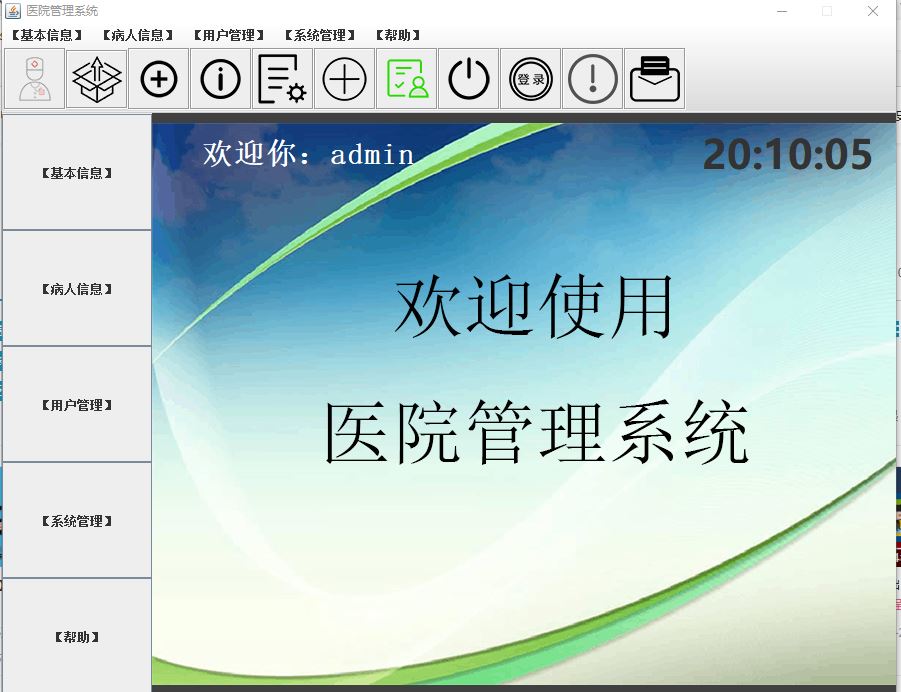 医院管理系统
【基本信息】 【病人信息】 【用户管理】 【系统管理】 【帮助】
登录
欢迎你：admin
20:10:05
【基本信息】
【病人信息】
【用户管理】
【系统管理】
【帮助】
欢迎使用
医院管理系统